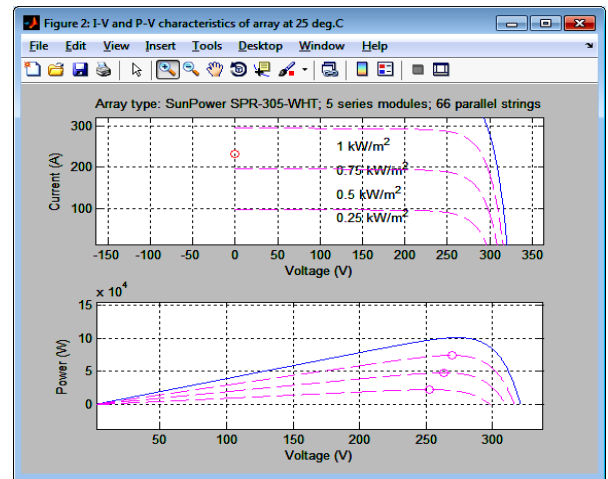 Figure 2: I-V and P-V characteristics of array at 25 deg.C
File Edit View Insert Tools Desktop Window Help
Array type: SunPower SPR-305-WHT; 5 series modules; 66 parallel strings
300
200
100
Current (A)
1 kW/m2
0.75 kW/m2
0.5 kW/m2
0.25 kW/m2
-150 -100 -50 0 50 100 150 200 250 300 350
Voltage (V)
x 10^4
15
10
5
0
Power (W)
50 100 150 200 250 300
Voltage (V)